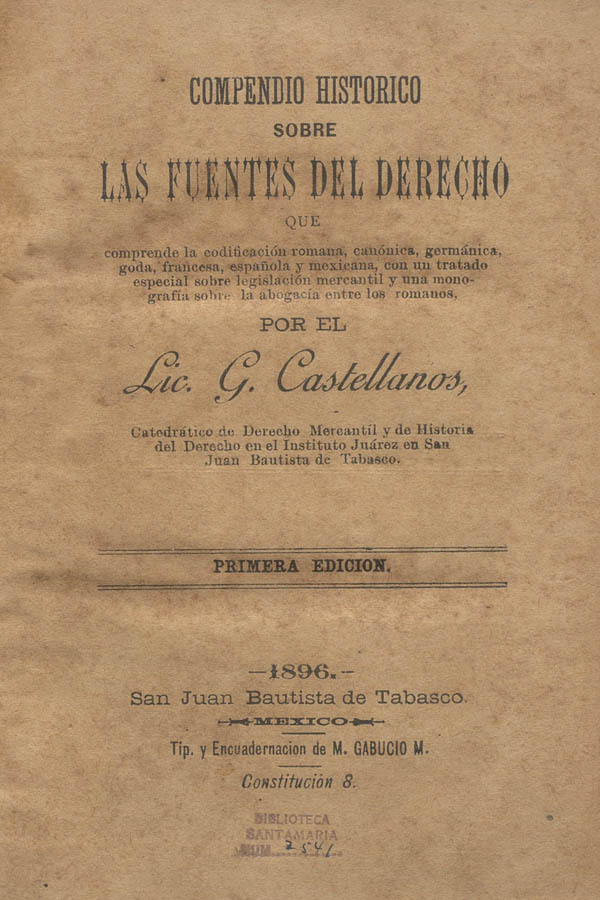 COMPENDIO HISTORICO
SOBRE
LAS FUENTES DEL DERECHO
QUE
comprende la codificación romana, canónica, germánica,
goda, francesa, española y mexicana, con un tratado
especial sobre legislación mercantil y una mono-
grafía sobre la abogacía entre los romanos,
POR EL
Lic. G. Castellanos,
Catedrático de Derecho Mercantil y de Historia
del Derecho en el Instituto Juárez en San
Juan Bautista de Tabasco.
PRIMERA EDICION.
—1896.—
San Juan Bautista de Tabasco.
MEXICO
Tip. y Encuadernacion de M. GABUCIO M.
Constitución 8.
BIBLIOTECA
SANTAMARIA
NUM. 2541